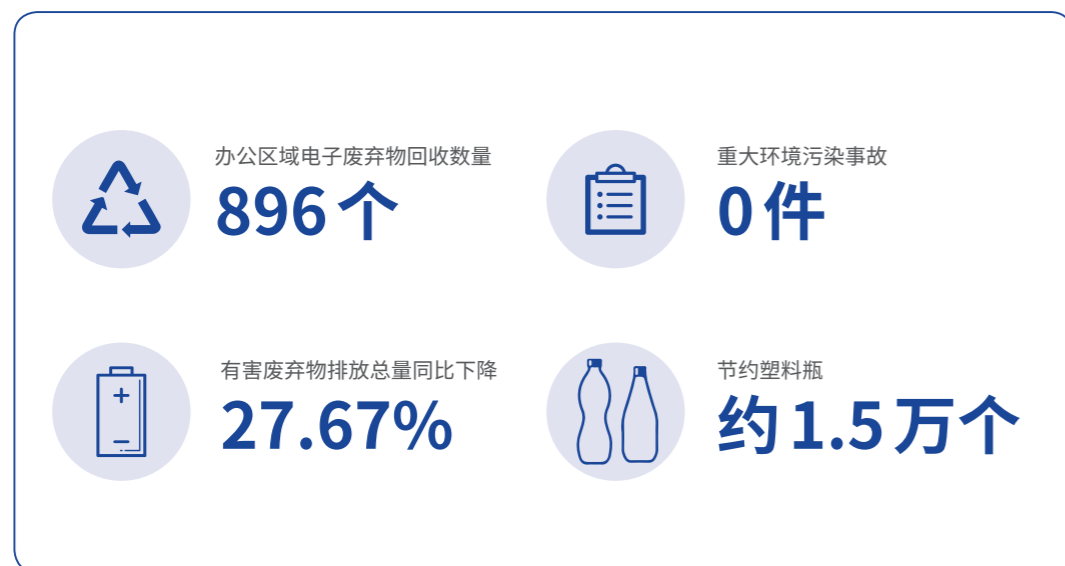 办公区域电子废弃物回收数量
896个
重大环境污染事故
0件
有害废弃物排放总量同比下降
27.67%
节约塑料瓶
约1.5万个